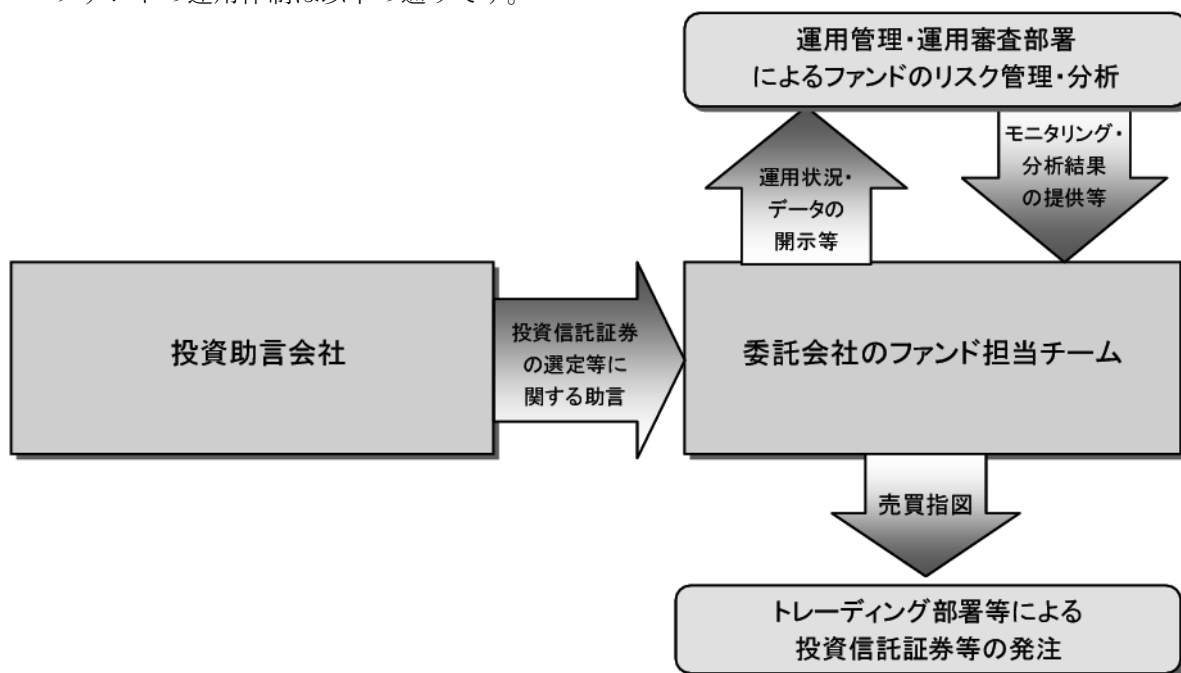 運用管理・運用審査部署
によるファンドのリスク管理・分析
運用状況・
データの
開示等
モニタリング・
分析結果
の提供等
投資助言会社
投資信託証券
の選定等に
関する助言
委託会社のファンド担当チーム
売買指図
トレーディング部署等による
投資信託証券等の発注